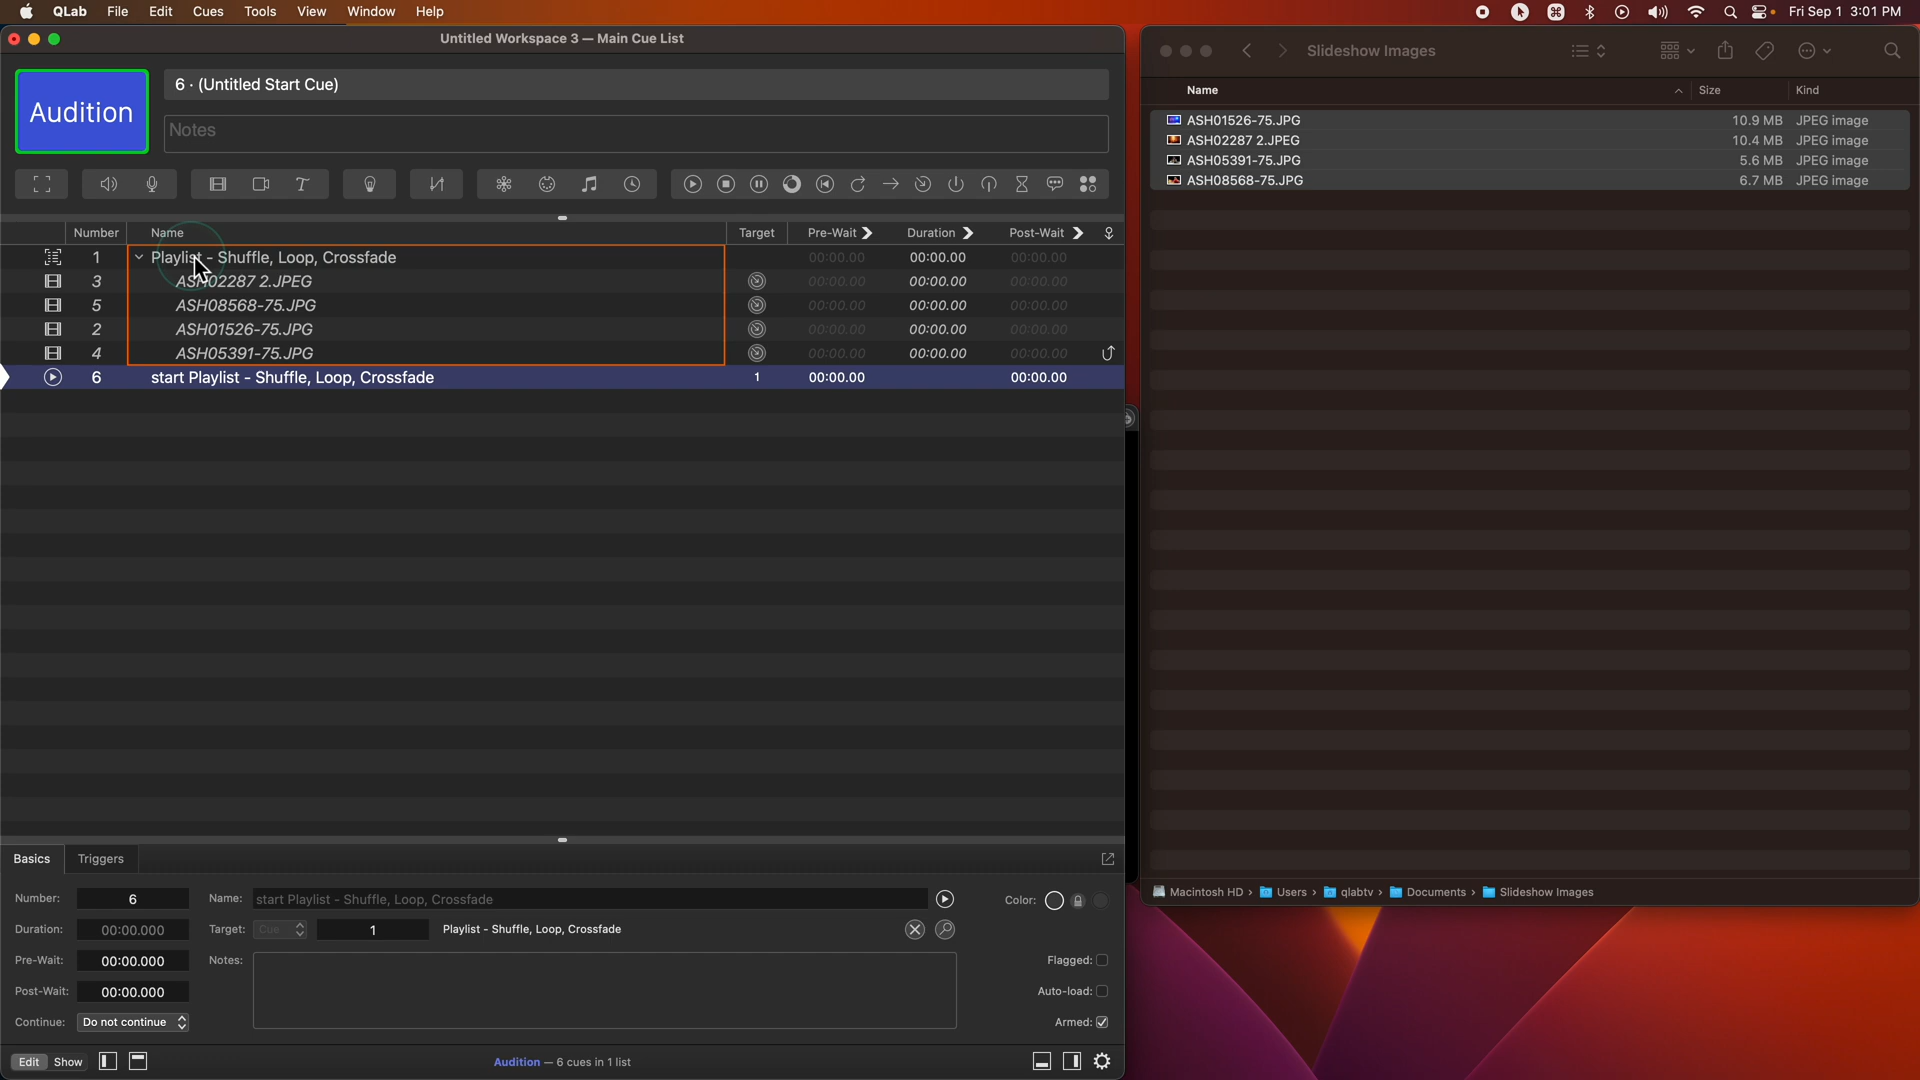 QLab File Edit Cues Tools View Window Help
Fri Sep 1 3:01 PM
Untitled Workspace 3 — Main Cue List
Audition
6 · (Untitled Start Cue)
Notes
Number Name Target Pre-Wait Duration Post-Wait
1 Playlist - Shuffle, Loop, Crossfade 00:00.00 00:00.00 00:00.00
3 ASH02287 2.JPEG 00:00.00 00:00.00 00:00.00
5 ASH08568-75.JPG 00:00.00 00:00.00 00:00.00
2 ASH01526-75.JPG 00:00.00 00:00.00 00:00.00
4 ASH05391-75.JPG 00:00.00 00:00.00 00:00.00
6 start Playlist - Shuffle, Loop, Crossfade 1 00:00.00 00:00.00
Basics Triggers
Number: 6 Name: start Playlist - Shuffle, Loop, Crossfade Color:
Duration: 00:00.000 Target: Cue 1 Playlist - Shuffle, Loop, Crossfade
Pre-Wait: 00:00.000 Notes: Flagged:
Post-Wait: 00:00.000 Auto-load:
Continue: Do not continue Armed:
Edit Show Audition — 6 cues in 1 list
Slideshow Images
Name Size Kind
ASH01526-75.JPG 10.9 MB JPEG image
ASH02287 2.JPEG 10.4 MB JPEG image
ASH05391-75.JPG 5.6 MB JPEG image
ASH08568-75.JPG 6.7 MB JPEG image
Macintosh HD › Users › qlabtv › Documents › Slideshow Images